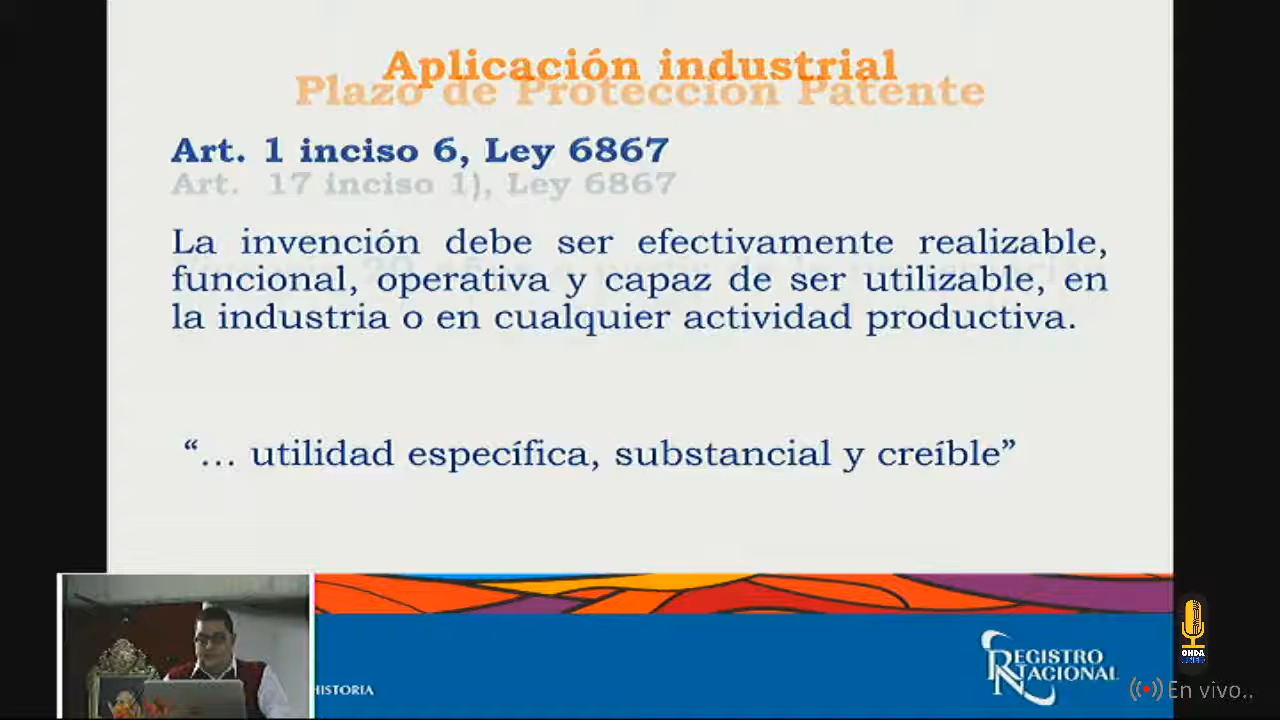 Aplicación industrial
Plazo de Protección Patente
Art. 1 inciso 6, Ley 6867
Art. 17 inciso 1), Ley 6867
La invención debe ser efectivamente realizable,
funcional, operativa y capaz de ser utilizable, en
la industria o en cualquier actividad productiva.
“… utilidad específica, substancial y creíble”
HISTORIA
REGISTRO
NACIONAL
ONDA
En vivo..